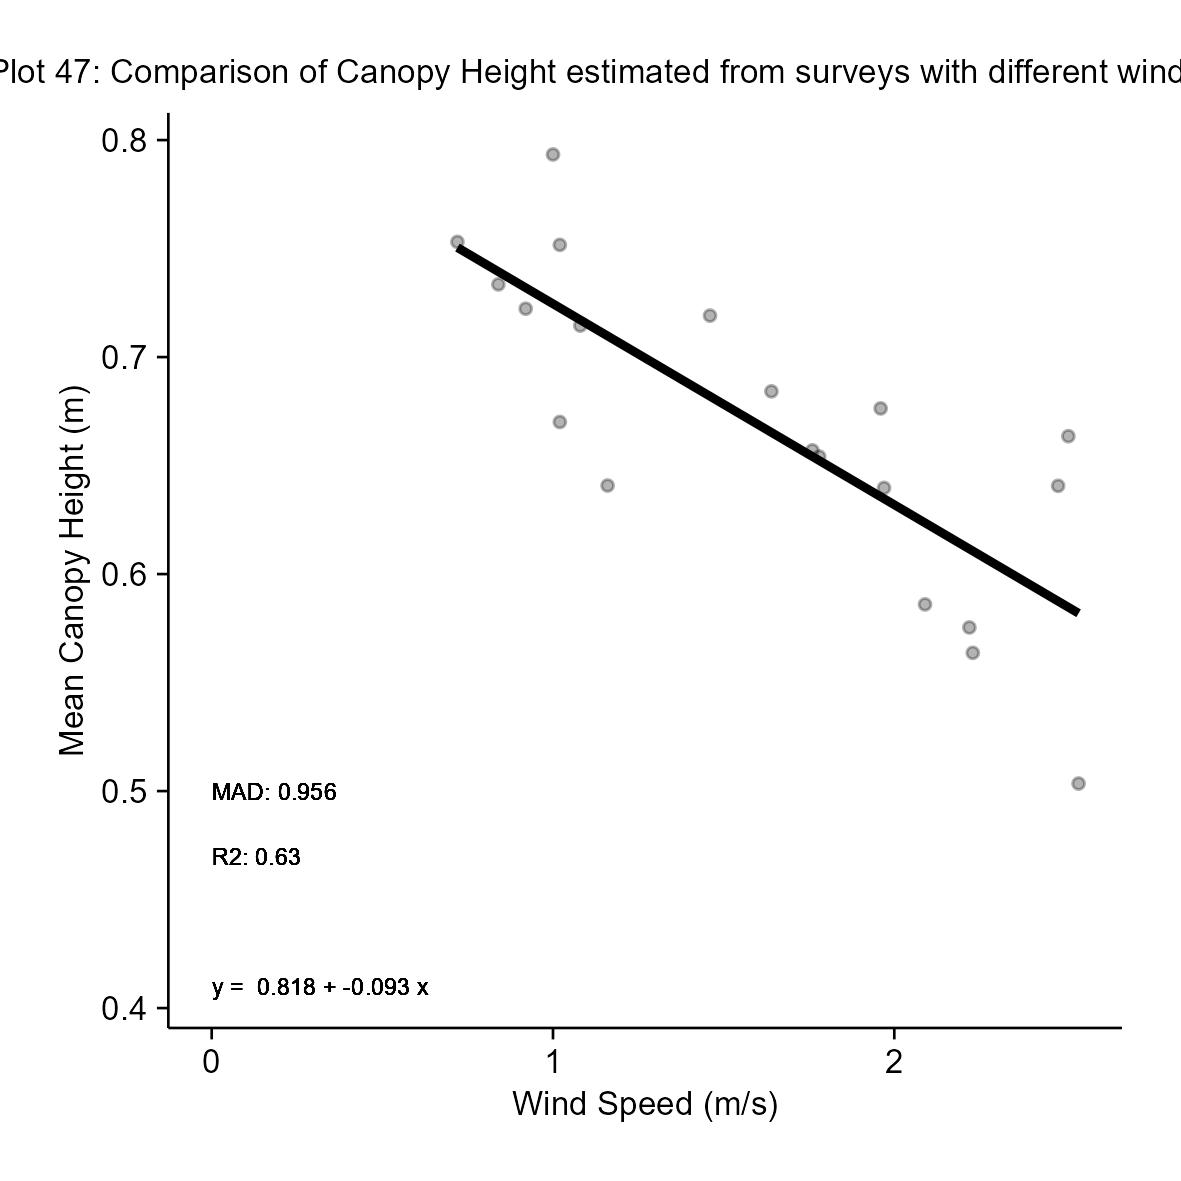 Plot 47: Comparison of Canopy Height estimated from surveys with different wind
0.8
0.7
0.6
0.5
0.4
Mean Canopy Height (m)
MAD: 0.956
R2: 0.63
y =  0.818 + -0.093 x
0 1 2
Wind Speed (m/s)